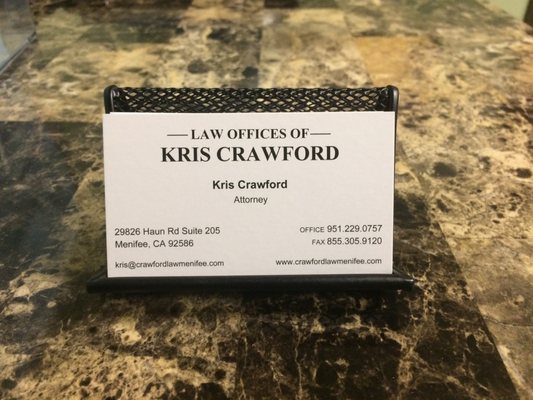 LAW OFFICES OF
KRIS CRAWFORD
Kris Crawford
Attorney
29826 Haun Rd Suite 205
Menifee, CA 92586
OFFICE 951.229.0757
FAX 855.305.9120
kris@crawfordlawmenifee.com
www.crawfordlawmenifee.com